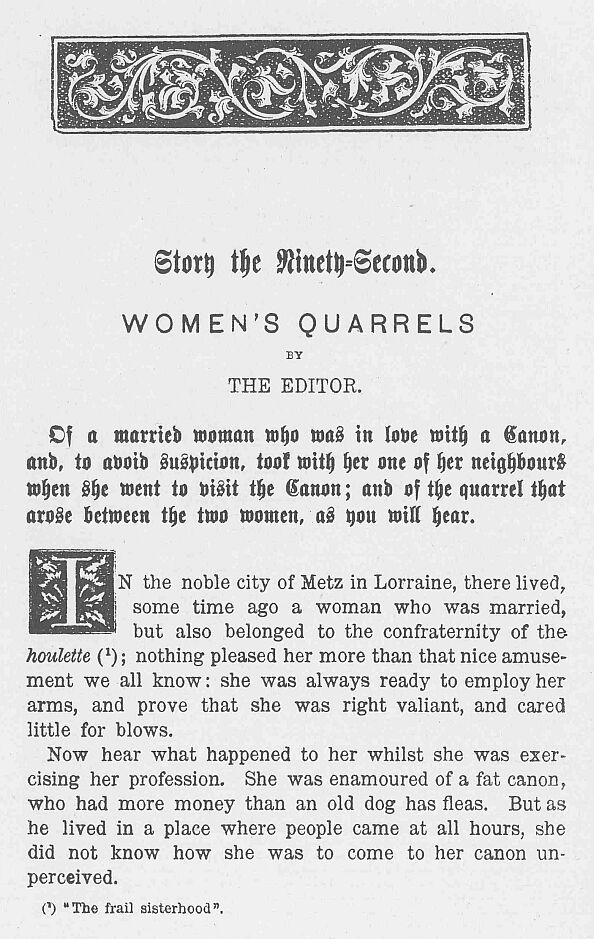 Story the Ninety-Second.
WOMEN'S QUARRELS
BY
THE EDITOR.
Of a married woman who was in love with a Canon,
and, to avoid suspicion, took with her one of her neighbours
when she went to visit the Canon; and of the quarrel that
arose between the two women, as you will hear.
IN the noble city of Metz in Lorraine, there lived,
some time ago a woman who was married,
but also belonged to the confraternity of the
houlette (¹); nothing pleased her more than that nice amuse-
ment we all know: she was always ready to employ her
arms, and prove that she was right valiant, and cared
little for blows.
Now hear what happened to her whilst she was exer-
cising her profession. She was enamoured of a fat canon,
who had more money than an old dog has fleas. But as
he lived in a place where people came at all hours, she
did not know how she was to come to her canon un-
perceived.
(¹) "The frail sisterhood".